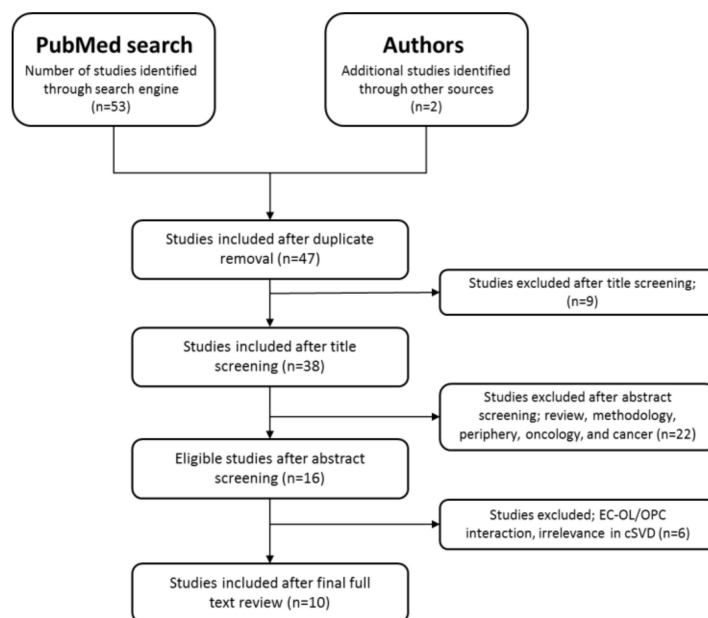 PubMed search
Number of studies identified
through search engine
(n=53)
Authors
Additional studies identified
through other sources
(n=2)
Studies included after duplicate
removal (n=47)
Studies excluded after title screening;
(n=9)
Studies included after title
screening (n=38)
Studies excluded after abstract
screening; review, methodology,
periphery, oncology, and cancer (n=22)
Eligible studies after abstract
screening (n=16)
Studies excluded; EC-OL/OPC
interaction, irrelevance in cSVD (n=6)
Studies included after final full
text review (n=10)